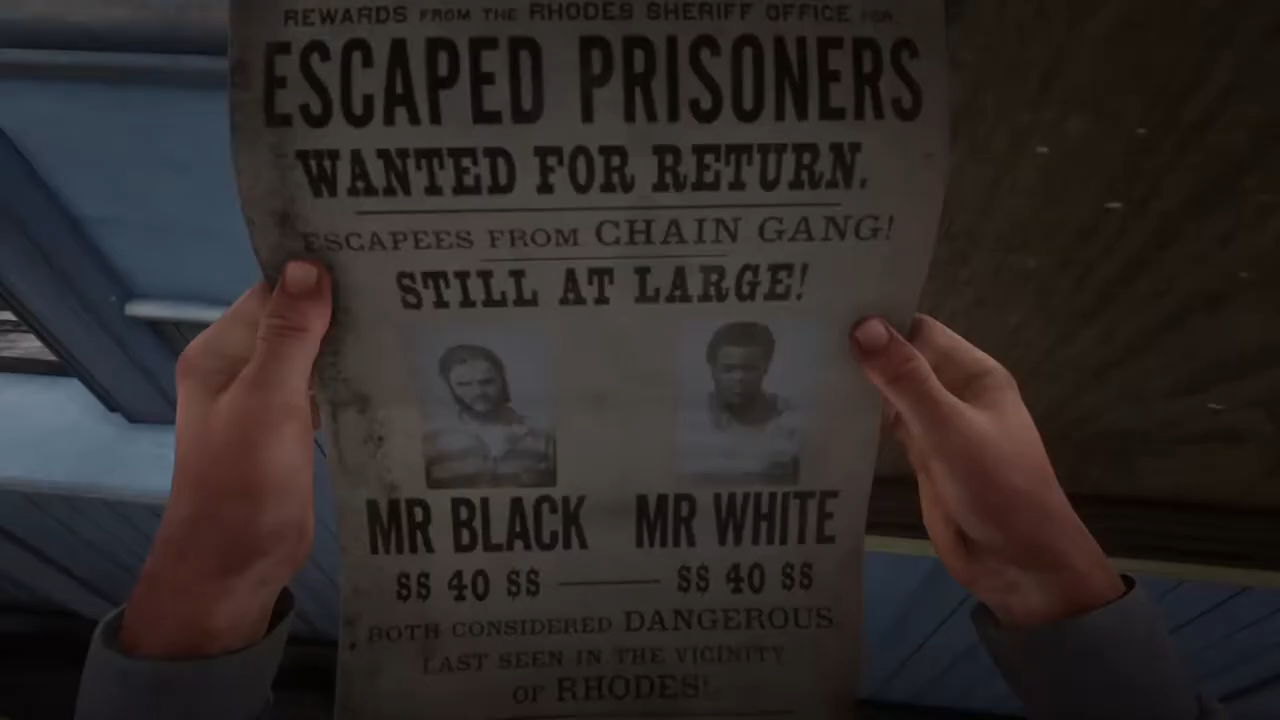 REWARDS FROM THE RHODES SHERIFF OFFICE FOR
ESCAPED PRISONERS
WANTED FOR RETURN.
ESCAPEES FROM CHAIN GANG!
STILL AT LARGE!
MR BLACK MR WHITE
$$ 40 $$ $$ 40 $$
BOTH CONSIDERED DANGEROUS
LAST SEEN IN THE VICINITY
OF RHODES!